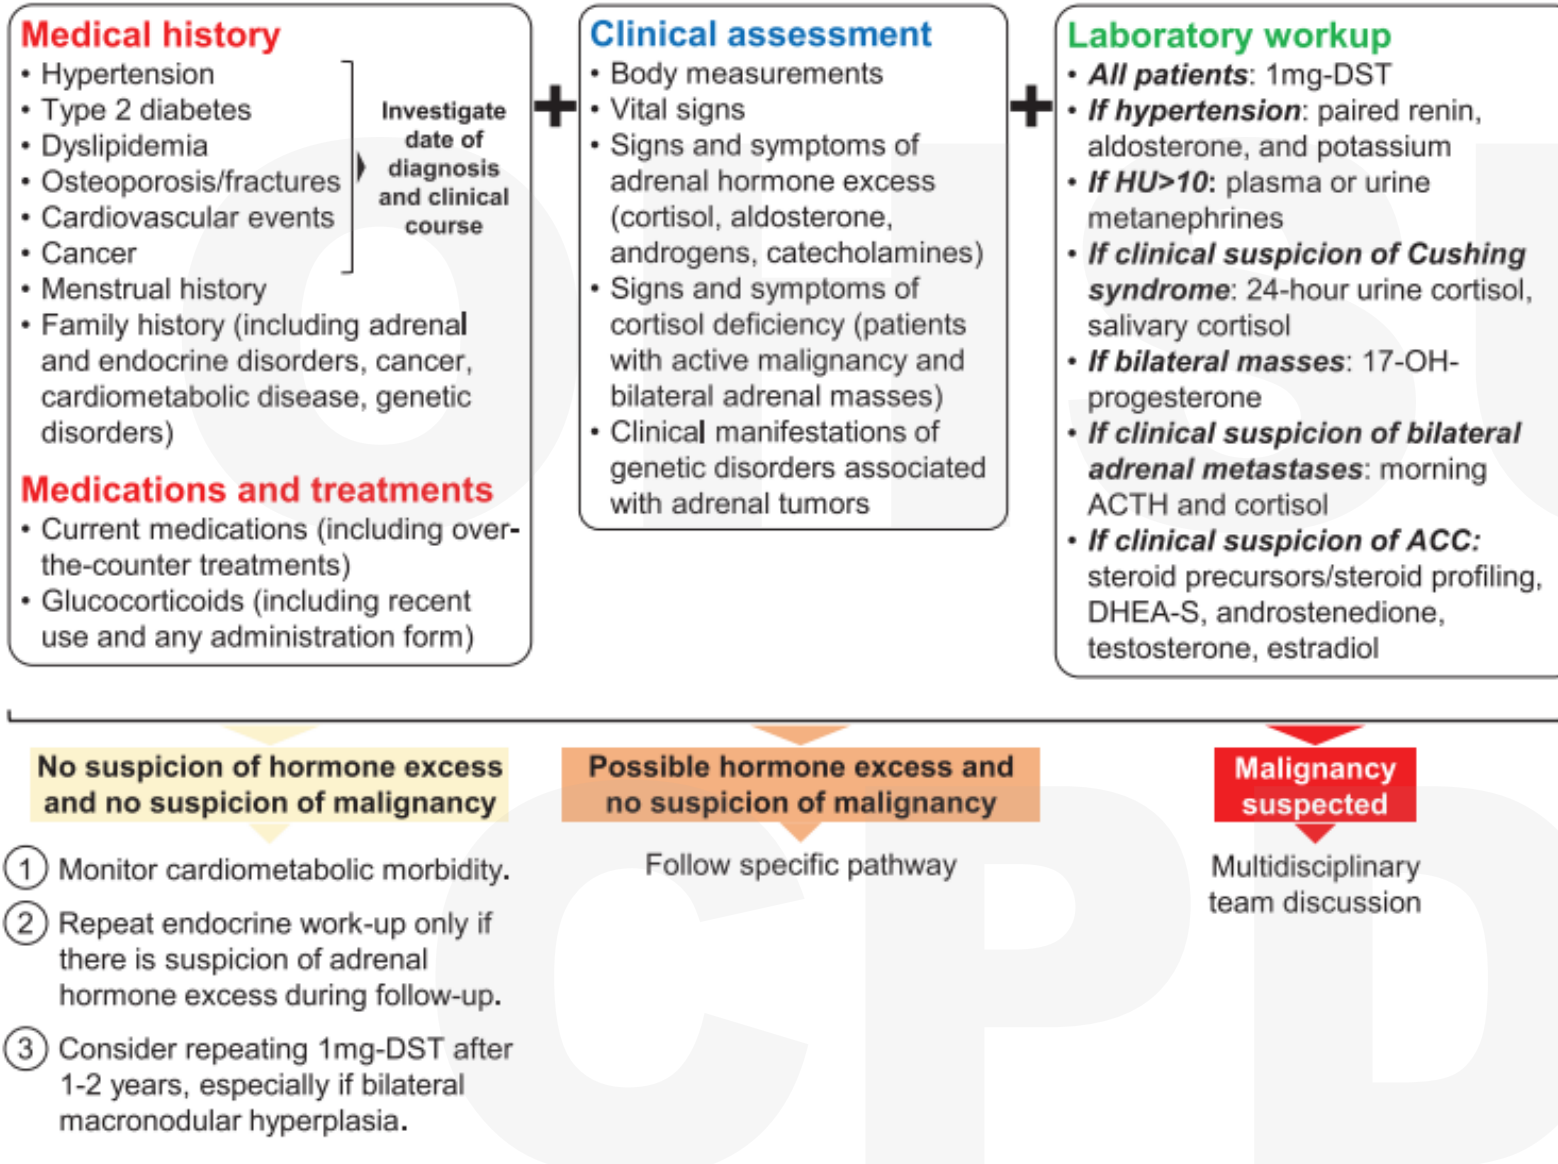 Medical history
• Hypertension
• Type 2 diabetes
• Dyslipidemia
• Osteoporosis/fractures
• Cardiovascular events
• Cancer
Investigate
date of
diagnosis
and clinical
course
• Menstrual history
• Family history (including adrenal
and endocrine disorders, cancer,
cardiometabolic disease, genetic
disorders)
Medications and treatments
• Current medications (including over-
the-counter treatments)
• Glucocorticoids (including recent
use and any administration form)
+
Clinical assessment
• Body measurements
• Vital signs
• Signs and symptoms of
adrenal hormone excess
(cortisol, aldosterone,
androgens, catecholamines)
• Signs and symptoms of
cortisol deficiency (patients
with active malignancy and
bilateral adrenal masses)
• Clinical manifestations of
genetic disorders associated
with adrenal tumors
+
Laboratory workup
• All patients: 1mg-DST
• If hypertension: paired renin,
aldosterone, and potassium
• If HU>10: plasma or urine
metanephrines
• If clinical suspicion of Cushing
syndrome: 24-hour urine cortisol,
salivary cortisol
• If bilateral masses: 17-OH-
progesterone
• If clinical suspicion of bilateral
adrenal metastases: morning
ACTH and cortisol
• If clinical suspicion of ACC:
steroid precursors/steroid profiling,
DHEA-S, androstenedione,
testosterone, estradiol
No suspicion of hormone excess
and no suspicion of malignancy
1 Monitor cardiometabolic morbidity.
2 Repeat endocrine work-up only if
there is suspicion of adrenal
hormone excess during follow-up.
3 Consider repeating 1mg-DST after
1-2 years, especially if bilateral
macronodular hyperplasia.
Possible hormone excess and
no suspicion of malignancy
Follow specific pathway
Malignancy
suspected
Multidisciplinary
team discussion
OHSU
CPD